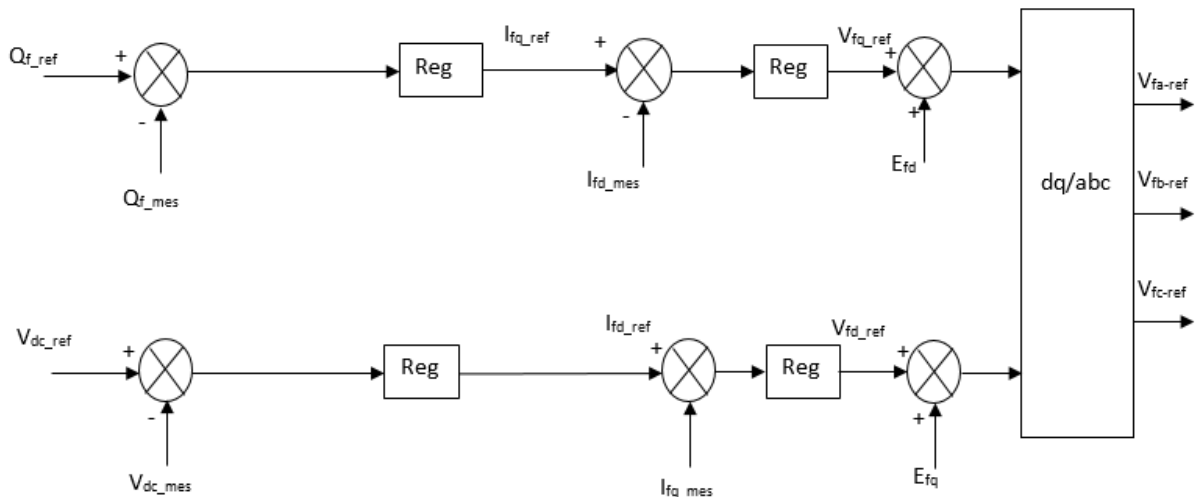 Qf_ref
+
-
Qf_mes
Reg
Ifq_ref
+
-
Ifd_mes
Reg
Vfq_ref
+
+
Efd
dq/abc
Vfa-ref
Vfb-ref
Vfc-ref
Vdc_ref
+
-
Vdc_mes
Reg
Ifd_ref
+
-
Ifq_mes
Reg
Vfd_ref
+
+
Efq